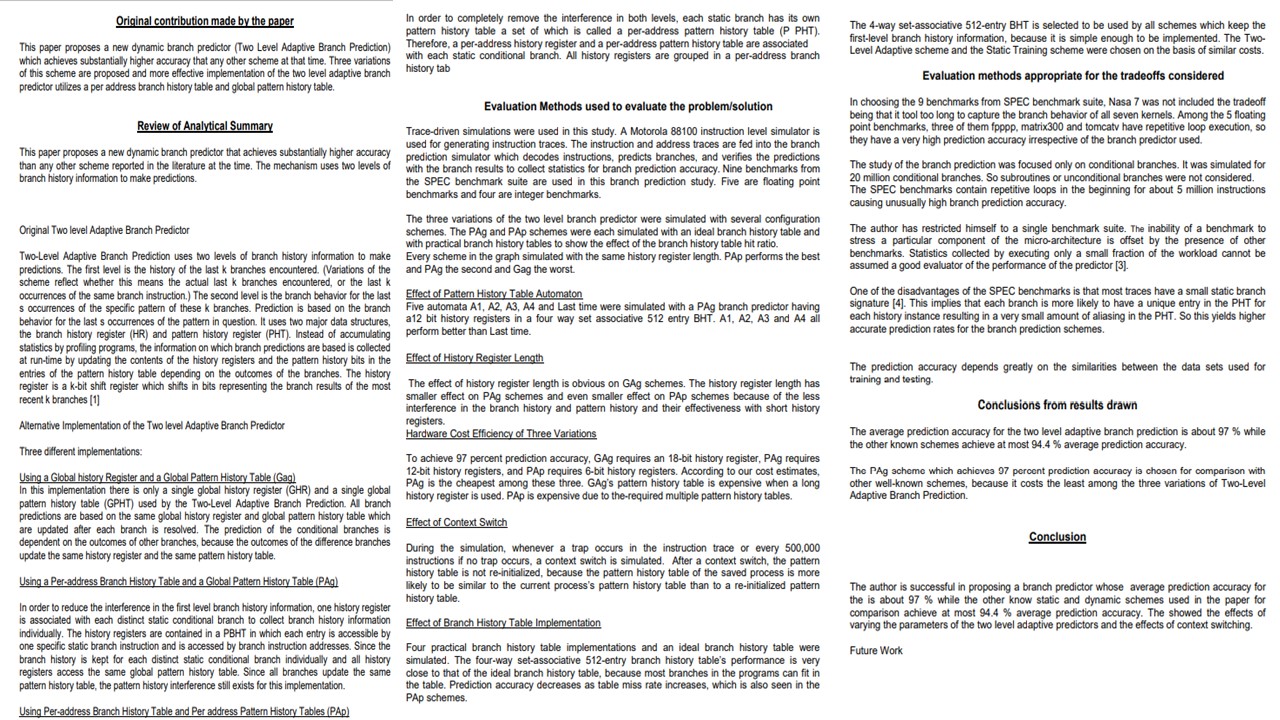 Original contribution made by the paper
This paper proposes a new dynamic branch predictor (Two Level Adaptive Branch Prediction)
which achieves substantially higher accuracy that any other scheme at that time. Three variations
of this scheme are proposed and more effective implementation of the two level adaptive branch
predictor utilizes a per address branch history table and global pattern history table.
Review of Analytical Summary
This paper proposes a new dynamic branch predictor that achieves substantially higher accuracy
than any other scheme reported in the literature at the time. The mechanism uses two levels of
branch history information to make predictions.
Original Two level Adaptive Branch Predictor
Two-Level Adaptive Branch Prediction uses two levels of branch history information to make
predictions. The first level is the history of the last k branches encountered. (Variations of the
scheme reflect whether this means the actual last k branches encountered, or the last k
occurrences of the same branch instruction.) The second level is the branch behavior for the last
s occurrences of the specific pattern of these k branches. Prediction is based on the branch
behavior for the last s occurrences of the pattern in question. It uses two major data structures,
the branch history register (HR) and pattern history register (PHT). Instead of accumulating
statistics by profiling programs, the information on which branch predictions are based is collected
at run-time by updating the contents of the history registers and the pattern history bits in the
entries of the pattern history table depending on the outcomes of the branches. The history
register is a k-bit shift register which shifts in bits representing the branch results of the most
recent k branches [1]
Alternative Implementation of the Two level Adaptive Branch Predictor
Three different implementations:
Using a Global history Register and a Global Pattern History Table (Gag)
In this implementation there is only a single global history register (GHR) and a single global
pattern history table (GPHT) used by the Two-Level Adaptive Branch Prediction. All branch
predictions are based on the same global history register and global pattern history table which
are updated after each branch is resolved. The prediction of the conditional branches is
dependent on the outcomes of other branches, because the outcomes of the difference branches
update the same history register and the same pattern history table.
Using a Per-address Branch History Table and a Global Pattern History Table (PAg)
In order to reduce the interference in the first level branch history information, one history register
is associated with each distinct static conditional branch to collect branch history information
individually. The history registers are contained in a PBHT in which each entry is accessible by
one specific static branch instruction and is accessed by branch instruction addresses. Since the
branch history is kept for each distinct static conditional branch individually and all history
registers access the same global pattern history table. Since all branches update the same
pattern history table, the pattern interference still exists for this implementation.
Using Per-address Branch History Table and Per address Pattern History Tables (PAp)
In order to completely remove the interference in both levels, each static branch has its own
pattern history table a set of which is called a per-address pattern history table (P PHT).
Therefore, a per-address history register and a per-address pattern history table are associated
with each static conditional branch. All history registers are grouped in a per-address branch
history tab
Evaluation Methods used to evaluate the problem/solution
Trace-driven simulations were used in this study. A Motorola 88100 instruction level simulator is
used for generating instruction traces. The instruction and address traces are fed into the branch
prediction simulator which decodes instructions, predicts branches, and verifies the predictions
with the branch results to collect statistics for branch prediction accuracy. Nine benchmarks from
the SPEC benchmark suite are used in this branch prediction study. Five are floating point
benchmarks and four are integer benchmarks.
The three variations of the two level branch predictor were simulated with several configuration
schemes. The PAg and PAp schemes were each simulated with an ideal branch history table and
with practical branch history tables to show the effect of the branch history table hit ratio.
Every scheme in the graph simulated with the same history register length. PAp performs the best
and PAg the second and Gag the worst.
Effect of Pattern History Table Automaton
Five automata A1, A2, A3, A4 and Last time were simulated with a PAg branch predictor having
a12 bit history registers in a four way set associative 512 entry BHT. A1, A2, A3 and A4 all
perform better than Last time.
Effect of History Register Length
The effect of history register length is obvious on GAg schemes. The history register length has
smaller effect on PAg schemes and even smaller effect on PAp schemes because of the less
interference in the branch history and pattern history and their effectiveness with short history
registers.
Hardware Cost Efficiency of Three Variations
To achieve 97 percent prediction accuracy, GAg requires an 18-bit history register, PAg requires
12-bit history registers, and PAp requires 6-bit history registers. According to our cost estimates,
PAg is the cheapest among these three. GAg's pattern history table is expensive when a long
history register is used. PAp is expensive due to the-required multiple pattern history tables.
Effect of Context Switch
During the simulation, whenever a trap occurs in the instruction trace or every 500,000
instructions if no trap occurs, a context switch is simulated. After a context switch, the pattern
history table is not re-initialized, because the pattern history table of the saved process is more
likely to be similar to the current process's pattern history table than to a re-initialized pattern
history table.
Effect of Branch History Table Implementation
Four practical branch history table implementations and an ideal branch history table were
simulated. The four-way set-associative 512-entry branch history table's performance is very
close to that of the ideal branch history table, because most branches in the programs can fit in
the table. Prediction accuracy decreases as table miss rate increases, which is also seen in the
PAp schemes.
The 4-way set-associative 512-entry BHT is selected to be used by all schemes which keep the
first-level branch history information, because it is simple enough to be implemented. The Two-
Level Adaptive scheme and the Static Training scheme were chosen on the basis of similar costs.
Evaluation methods appropriate for the tradeoffs considered
In choosing the 9 benchmarks from SPEC benchmark suite, Nasa 7 was not included the tradeoff
being that it tool too long to capture the branch behavior of all seven kernels. Among the 5 floating
point benchmarks, three of them fpppp, matrix300 and tomcatv have repetitive loop execution, so
they have a very high prediction accuracy irrespective of the branch predictor used.
The study of the branch prediction was focused only on conditional branches. It was simulated for
20 million conditional branches. So subroutines or unconditional branches were not considered.
The SPEC benchmarks contain repetitive loops in the beginning for about 5 million instructions
causing unusually high branch prediction accuracy.
The author has restricted himself to a single benchmark suite. The inability of a benchmark to
stress a particular component of the micro-architecture is offset by the presence of other
benchmarks. Statistics collected by executing only a small fraction of the workload cannot be
assumed a good evaluator of the performance of the predictor [3].
One of the disadvantages of the SPEC benchmarks is that most traces have a small static branch
signature [4]. This implies that each branch is more likely to have a unique entry in the PHT for
each history instance resulting in a very small amount of aliasing in the PHT. So this yields higher
accurate prediction rates for the branch prediction schemes.
The prediction accuracy depends greatly on the similarities between the data sets used for
training and testing.
Conclusions from results drawn
The average prediction accuracy for the two level adaptive branch prediction is about 97 % while
the other known schemes achieve at most 94.4 % average prediction accuracy.
The PAg scheme which achieves 97 percent prediction accuracy is chosen for comparison with
other well-known schemes, because it costs the least among the three variations of Two-Level
Adaptive Branch Prediction.
Conclusion
The author is successful in proposing a branch predictor whose average prediction accuracy for
the is about 97 % while the other know static and dynamic schemes used in the paper for
comparison achieve at most 94.4 % average prediction accuracy. The showed the effects of
varying the parameters of the two level adaptive predictors and the effects of context switching.
Future Work